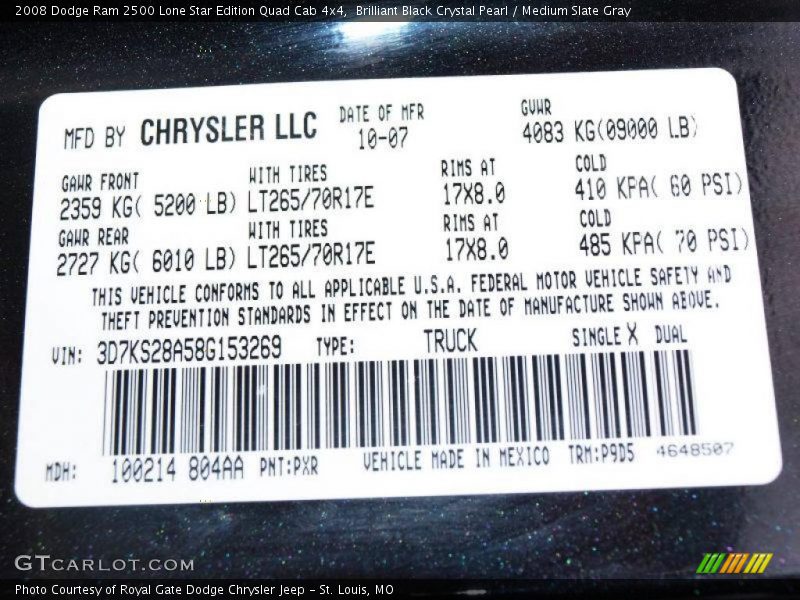 2008 Dodge Ram 2500 Lone Star Edition Quad Cab 4x4,  Brilliant Black Crystal Pearl / Medium Slate Gray
MFD BY CHRYSLER LLC DATE OF MFR GVWR
10-07 4083 KG(09000 LB)
GAWR FRONT WITH TIRES RIMS AT COLD
2359 KG( 5200 LB) LT265/70R17E 17X8.0 410 KPA( 60 PSI)
GAWR REAR WITH TIRES RIMS AT COLD
2727 KG( 6010 LB) LT265/70R17E 17X8.0 485 KPA( 70 PSI)
THIS VEHICLE CONFORMS TO ALL APPLICABLE U.S.A. FEDERAL MOTOR VEHICLE SAFETY AND
THEFT PREVENTION STANDARDS IN EFFECT ON THE DATE OF MANUFACTURE SHOWN ABOVE.
VIN: 3D7KS28A58G153269 TYPE: TRUCK SINGLE X DUAL
MDH: 100214 804AA PNT:PXR VEHICLE MADE IN MEXICO TRM:P9D5 4648507
GTCarLot.com
Photo Courtesy of Royal Gate Dodge Chrysler Jeep - St. Louis, MO